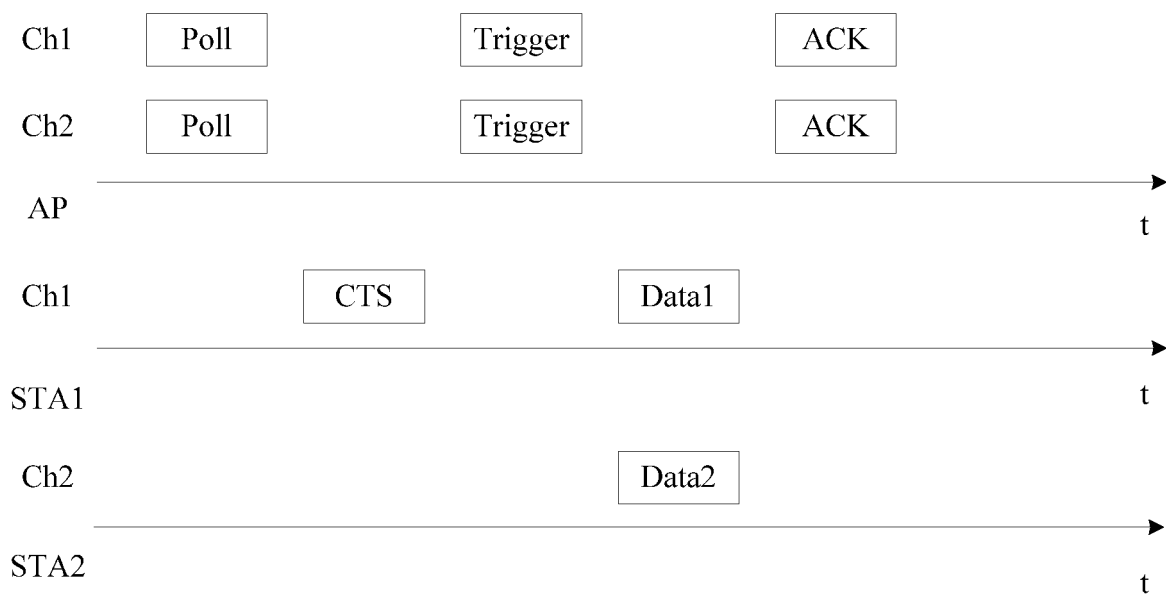 Ch1 Poll Trigger ACK
Ch2 Poll Trigger ACK
AP
t
Ch1 CTS Data1
STA1
t
Ch2 Data2
STA2
t